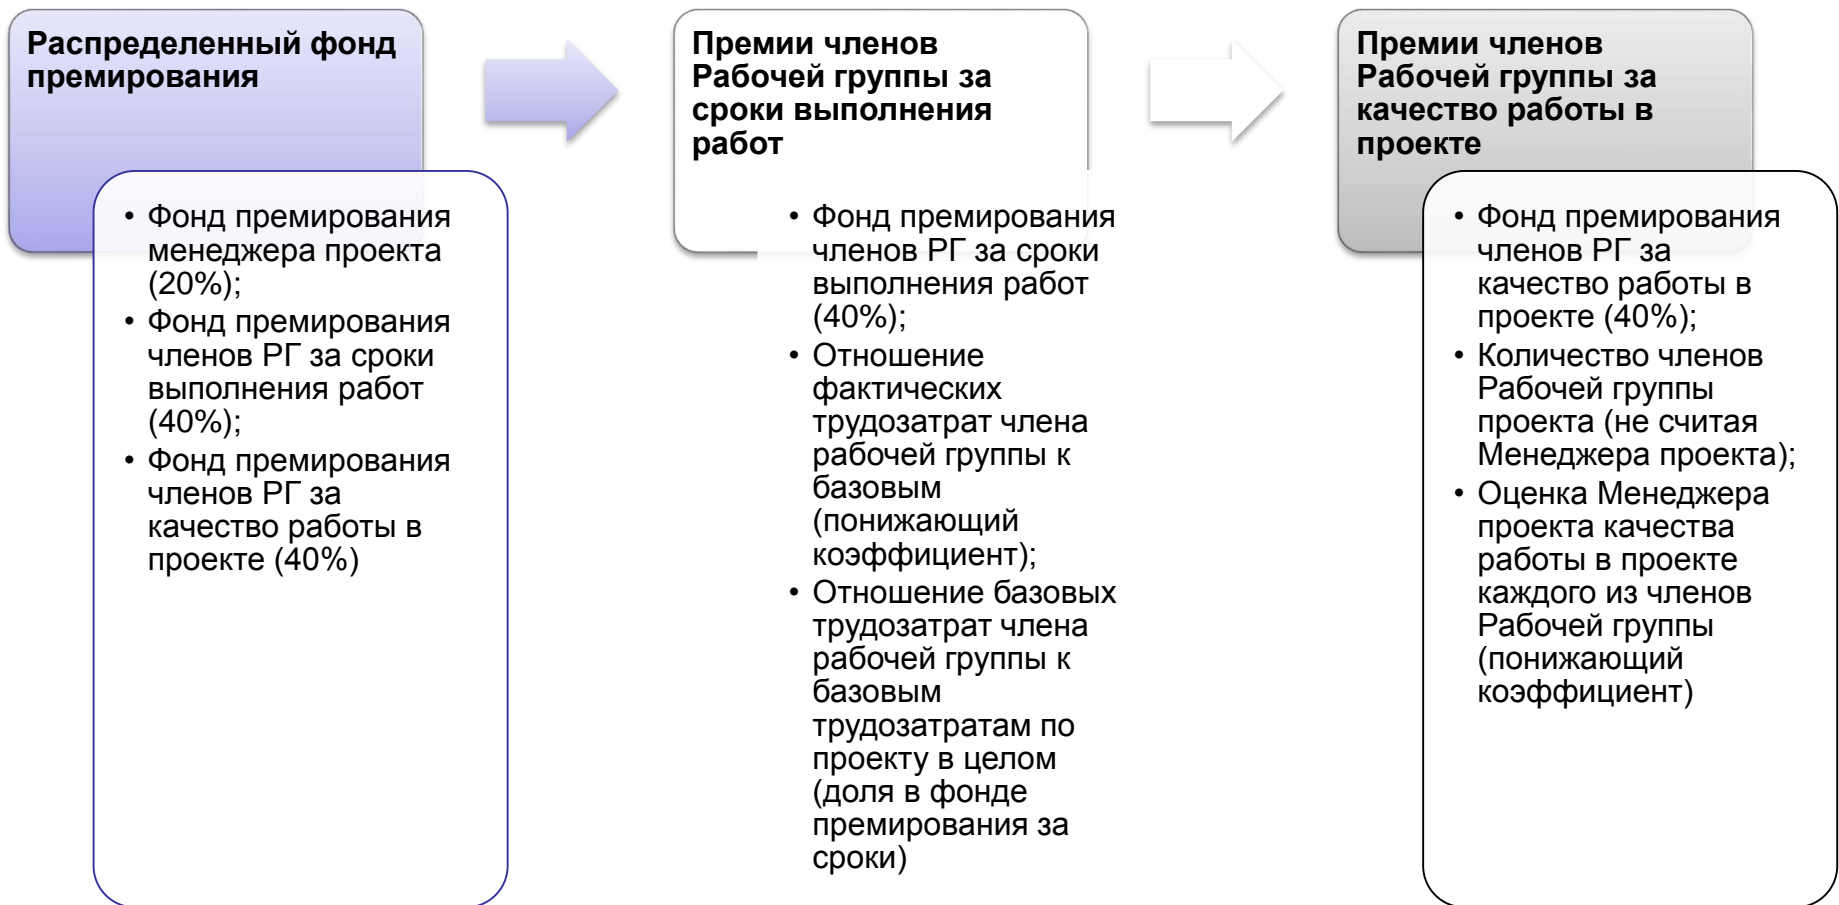 Распределенный фонд
премирования
• Фонд премирования
менеджера проекта
(20%);
• Фонд премирования
членов РГ за сроки
выполнения работ
(40%);
• Фонд премирования
членов РГ за
качество работы в
проекте (40%)
Премии членов
Рабочей группы за
сроки выполнения
работ
• Фонд премирования
членов РГ за сроки
выполнения работ
(40%);
• Отношение
фактических
трудозатрат члена
рабочей группы к
базовым
(понижающий
коэффициент);
• Отношение базовых
трудозатрат члена
рабочей группы к
базовым
трудозатратам по
проекту в целом
(доля в фонде
премирования за
сроки)
Премии членов
Рабочей группы за
качество работы в
проекте
• Фонд премирования
членов РГ за
качество работы в
проекте (40%);
• Количество членов
Рабочей группы
проекта (не считая
Менеджера проекта);
• Оценка Менеджера
проекта качества
работы в проекте
каждого из членов
Рабочей группы
(понижающий
коэффициент)